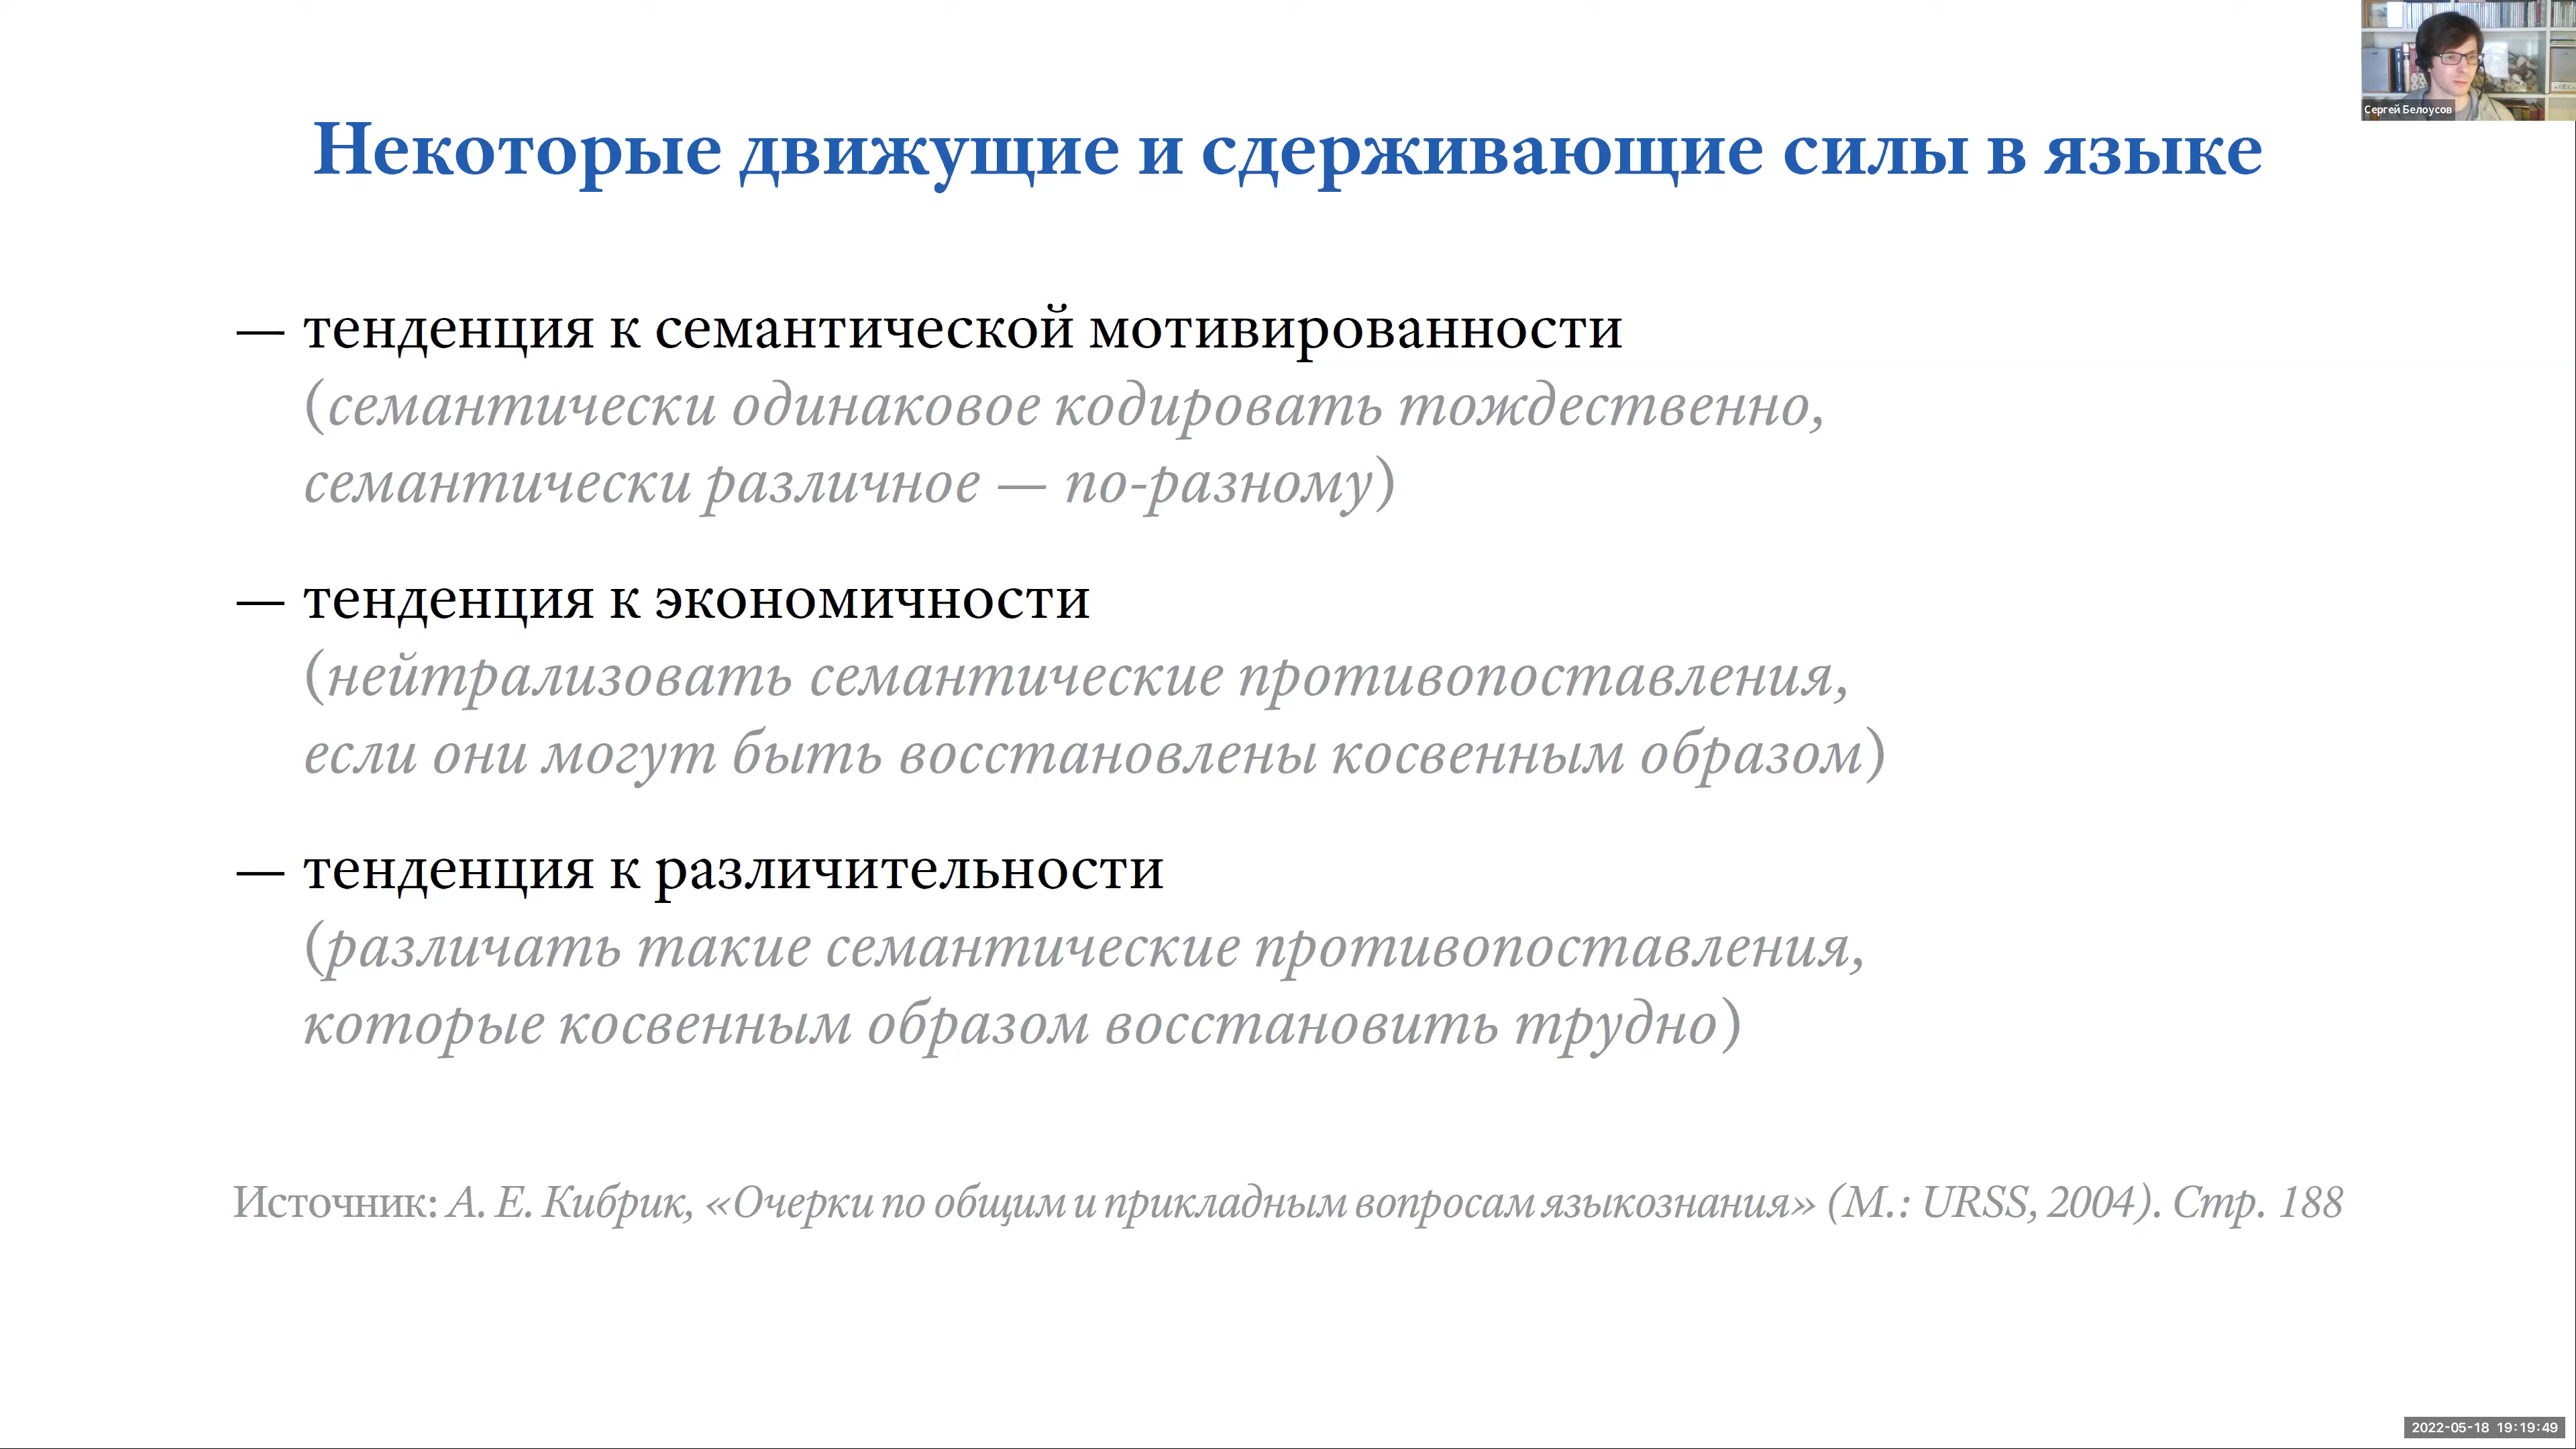 Сергей Белоусов
Некоторые движущие и сдерживающие силы в языке
— тенденция к семантической мотивированности
(семантически одинаковое кодировать тождественно,
семантически различное — по-разному)
— тенденция к экономичности
(нейтрализовать семантические противопоставления,
если они могут быть восстановлены косвенным образом)
— тенденция к различительности
(различать такие семантические противопоставления,
которые косвенным образом восстановить трудно)
Источник: А. Е. Кибрик, «Очерки по общим и прикладным вопросам языкознания» (М.: URSS, 2004). Стр. 188
2022-05-18 19:19:49